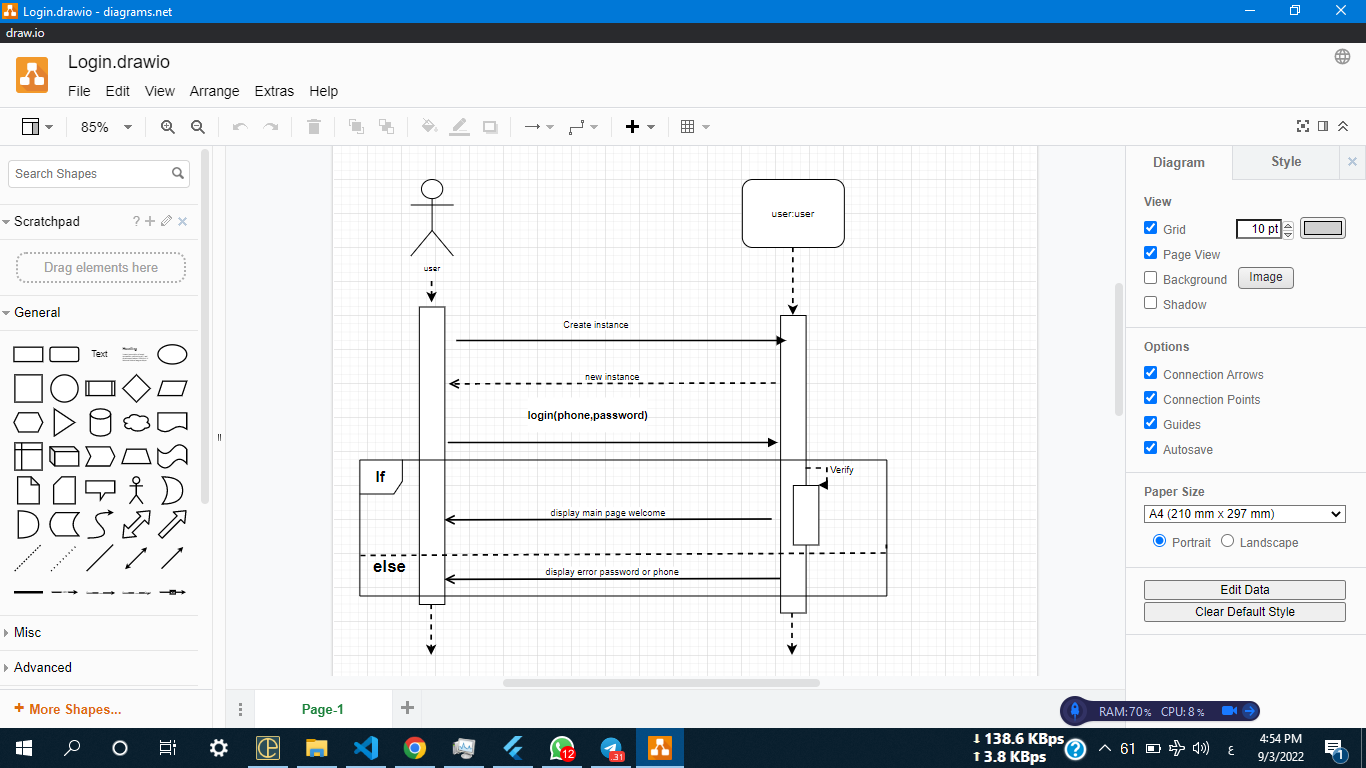 Login.drawio - diagrams.net
draw.io
Login.drawio
File Edit View Arrange Extras Help
85%
Search Shapes
Scratchpad
?
Drag elements here
General
Text
Heading
Misc
Advanced
+ More Shapes...
user
user:user
Create instance
new instance
login(phone,password)
If
Verify
display main page welcome
else
display error password or phone
Page-1
Diagram
Style
View
Grid
10 pt
Page View
Background
Image
Shadow
Options
Connection Arrows
Connection Points
Guides
Autosave
Paper Size
A4 (210 mm x 297 mm)
Portrait
Landscape
Edit Data
Clear Default Style
RAM:70% CPU: 8%
12
31
138.6 KBps
3.8 KBps
?
61
ع
4:54 PM
9/3/2022
1